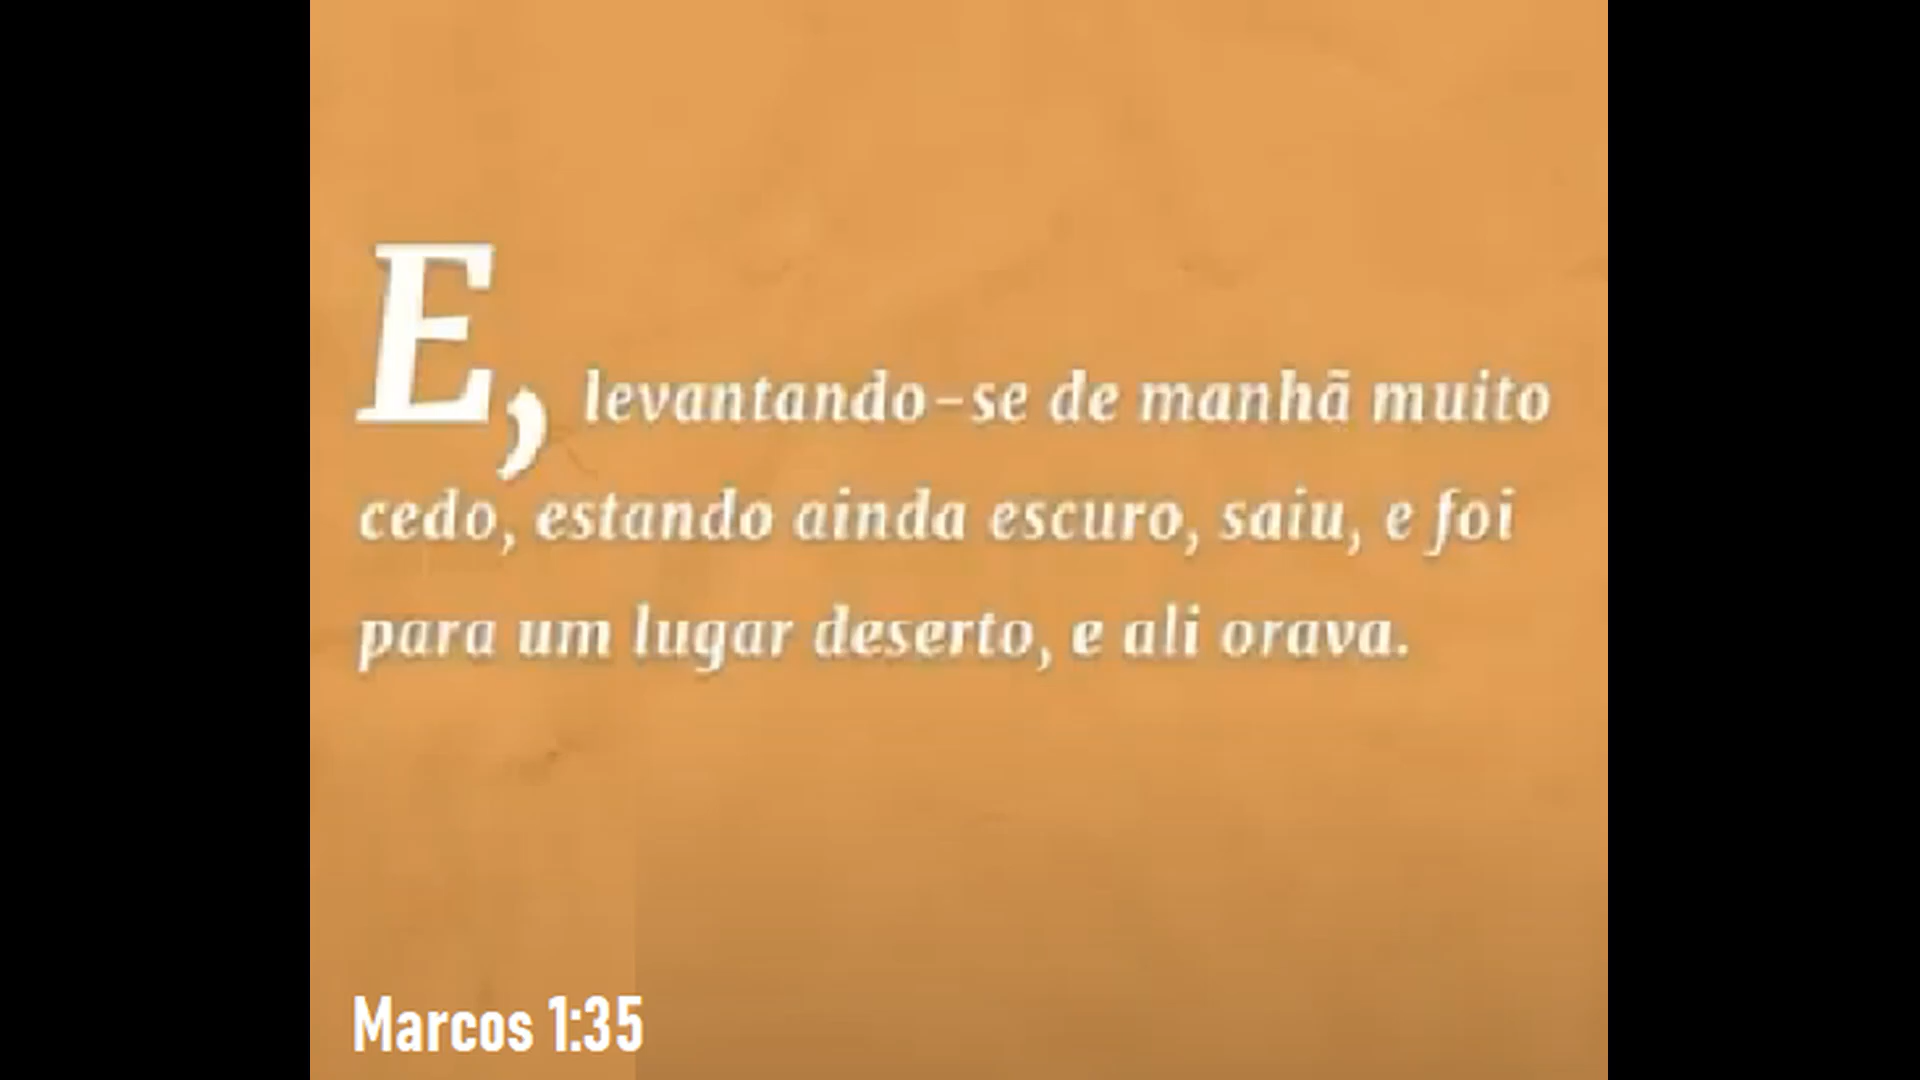 E, levantando-se de manhã muito
cedo, estando ainda escuro, saiu, e foi
para um lugar deserto, e ali orava.
Marcos 1:35